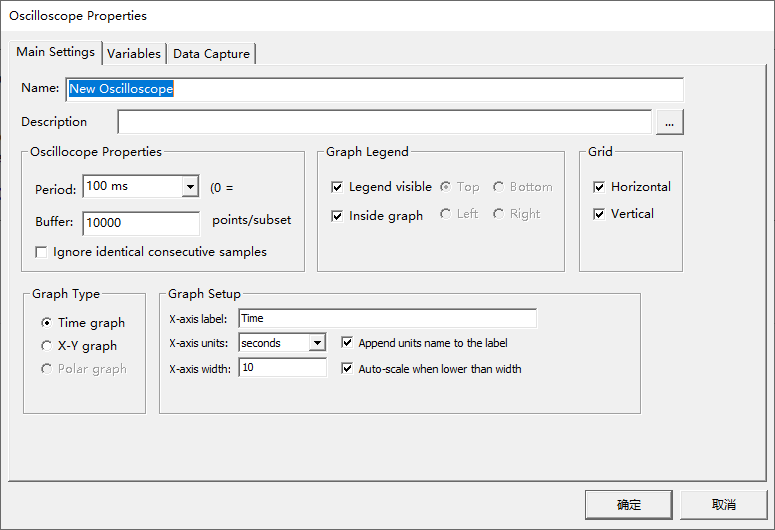 Oscilloscope Properties
Main Settings Variables Data Capture
Name: New Oscilloscope
Description ...
Oscillocope Properties Graph Legend Grid
Period: 100 ms (0 = Legend visible Top Bottom Horizontal
Buffer: 10000 points/subset Inside graph Left Right Vertical
Ignore identical consecutive samples
Graph Type Graph Setup
Time graph X-axis label: Time
X-Y graph X-axis units: seconds Append units name to the label
Polar graph X-axis width: 10 Auto-scale when lower than width
确定 取消